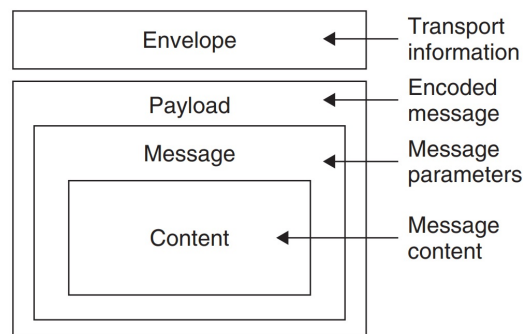 Envelope
Transport
information
Payload
Encoded
message
Message
Message
parameters
Content
Message
content